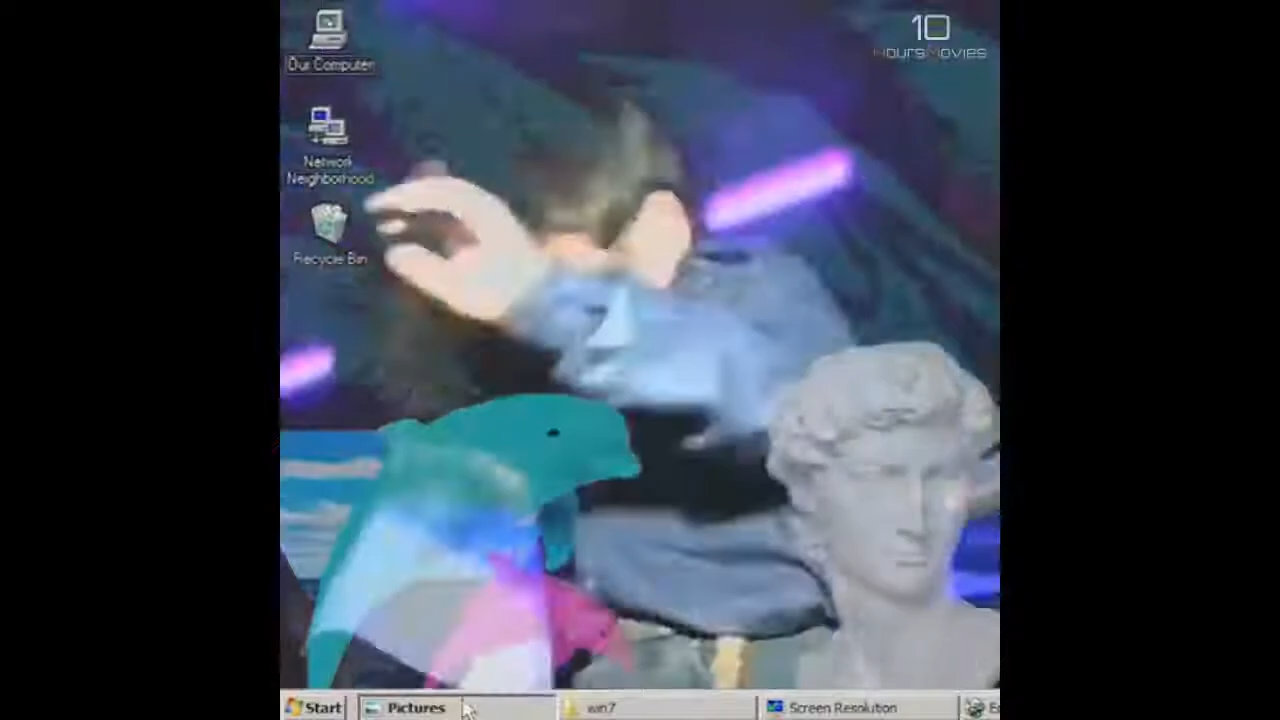 10
HoursMovies
Our Computer
Network
Neighborhood
Recycle Bin
Start
Pictures
win7
Screen Resolution